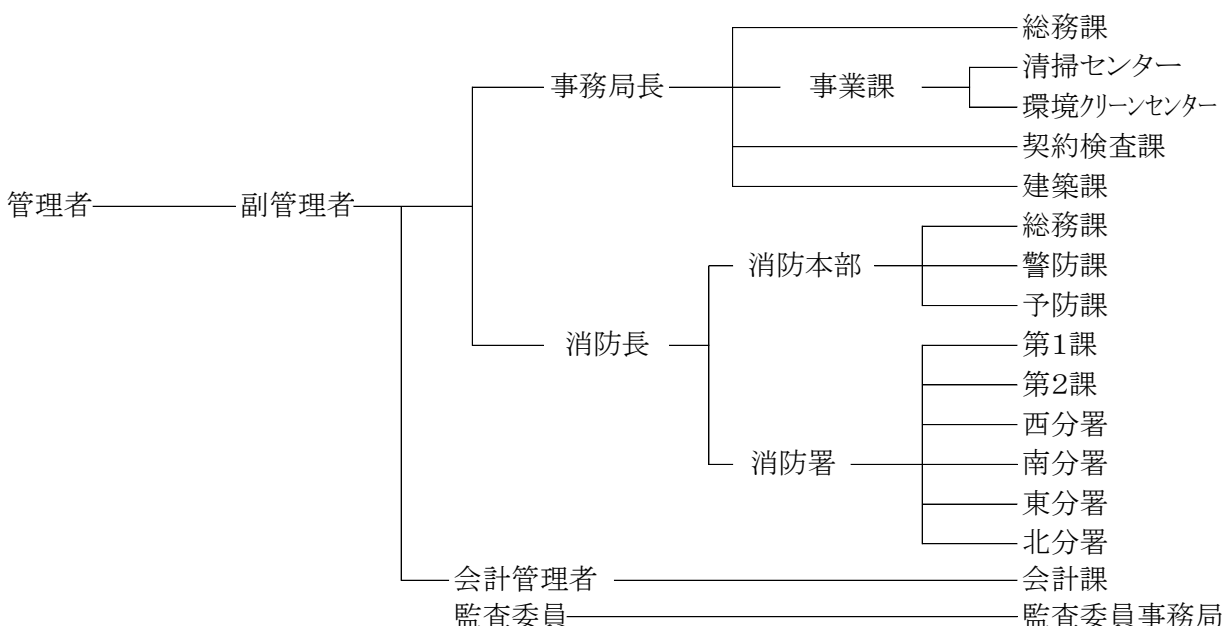 総務課
清掃センター
事務局長 事業課
環境クリーンセンター
契約検査課
建築課
管理者 副管理者
総務課
消防本部 警防課
予防課
消防長 第1課
第2課
西分署
消防署 南分署
東分署
北分署
会計管理者 会計課
監査委員 監査委員事務局